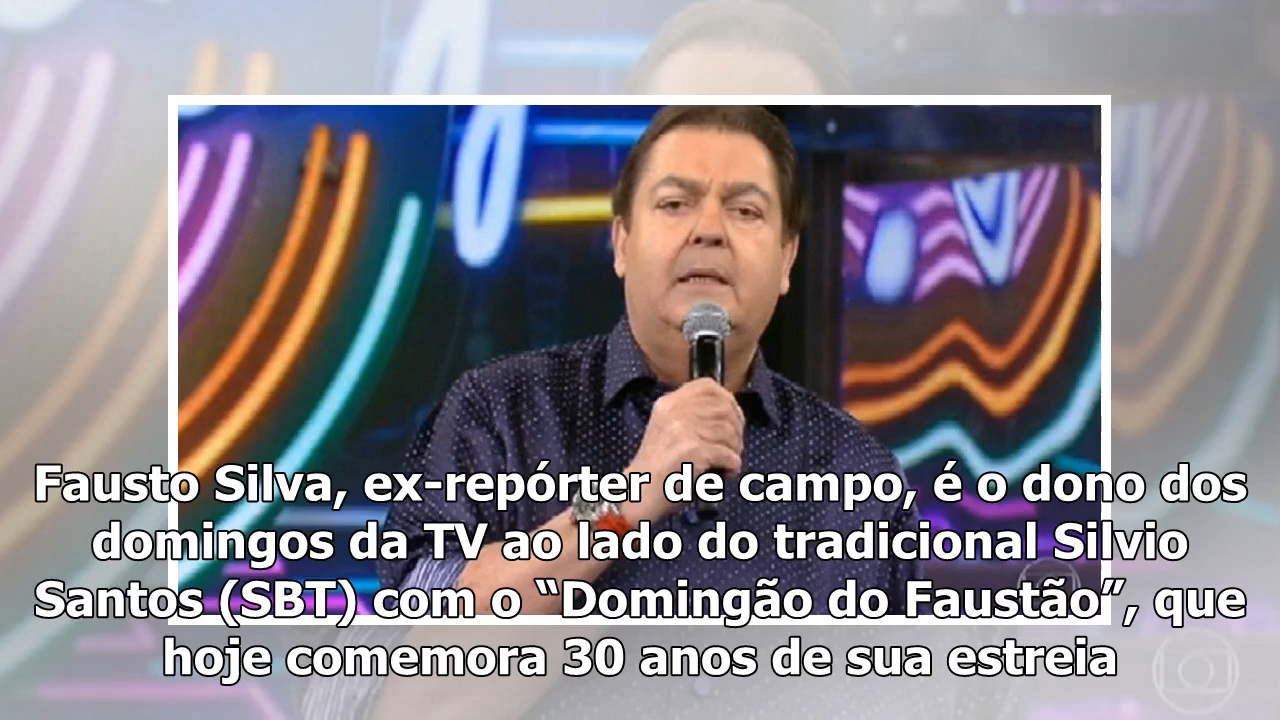 Fausto Silva, ex-repórter de campo, é o dono dos
domingos da TV ao lado do tradicional Silvio
Santos (SBT) com o “Domingão do Faustão”, que
hoje comemora 30 anos de sua estreia